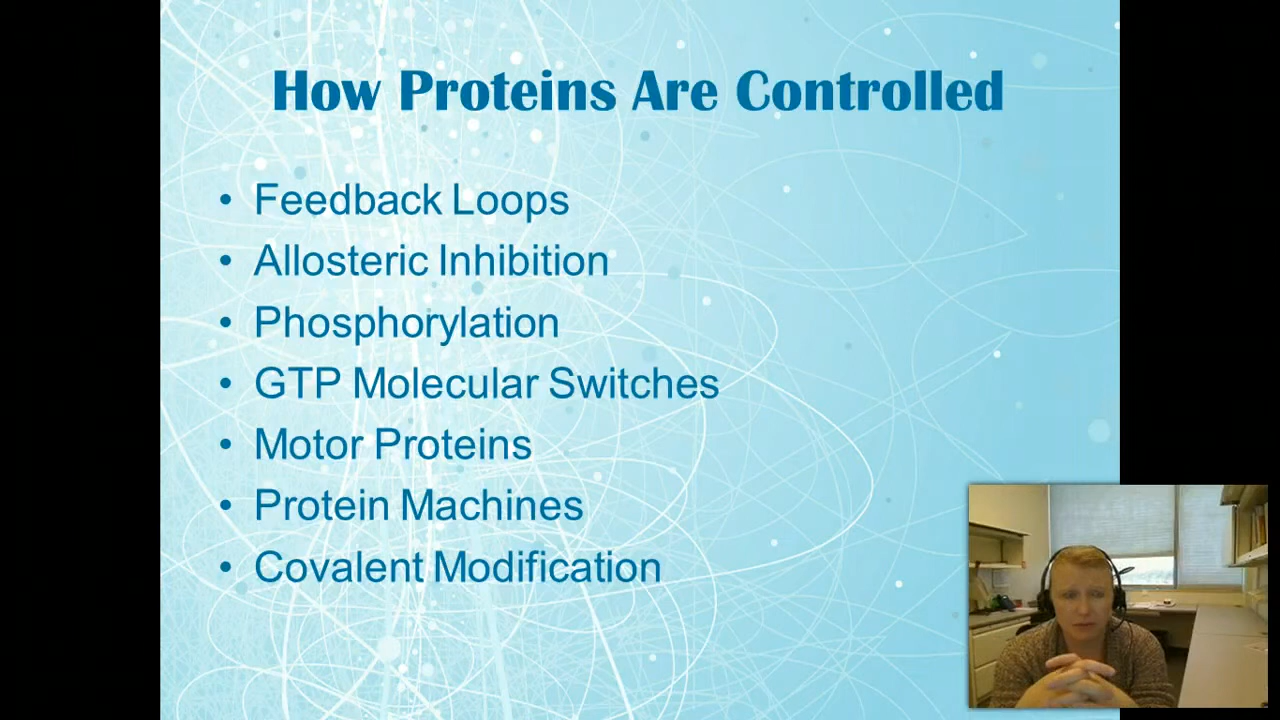 How Proteins Are Controlled
• Feedback Loops
• Allosteric Inhibition
• Phosphorylation
• GTP Molecular Switches
• Motor Proteins
• Protein Machines
• Covalent Modification